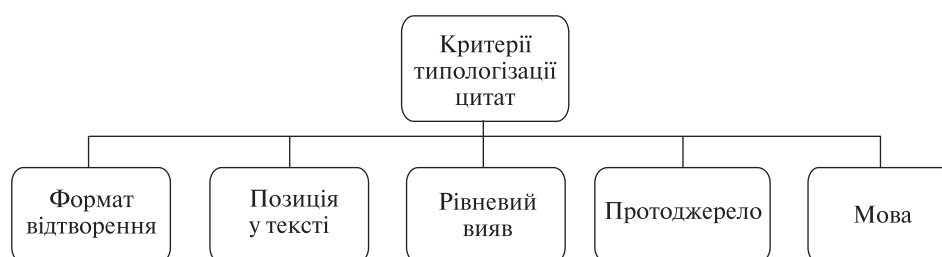 Критерії
типологізації
цитат
Формат
відтворення
Позиція
у тексті
Рівневий
вияв
Протоджерело
Мова